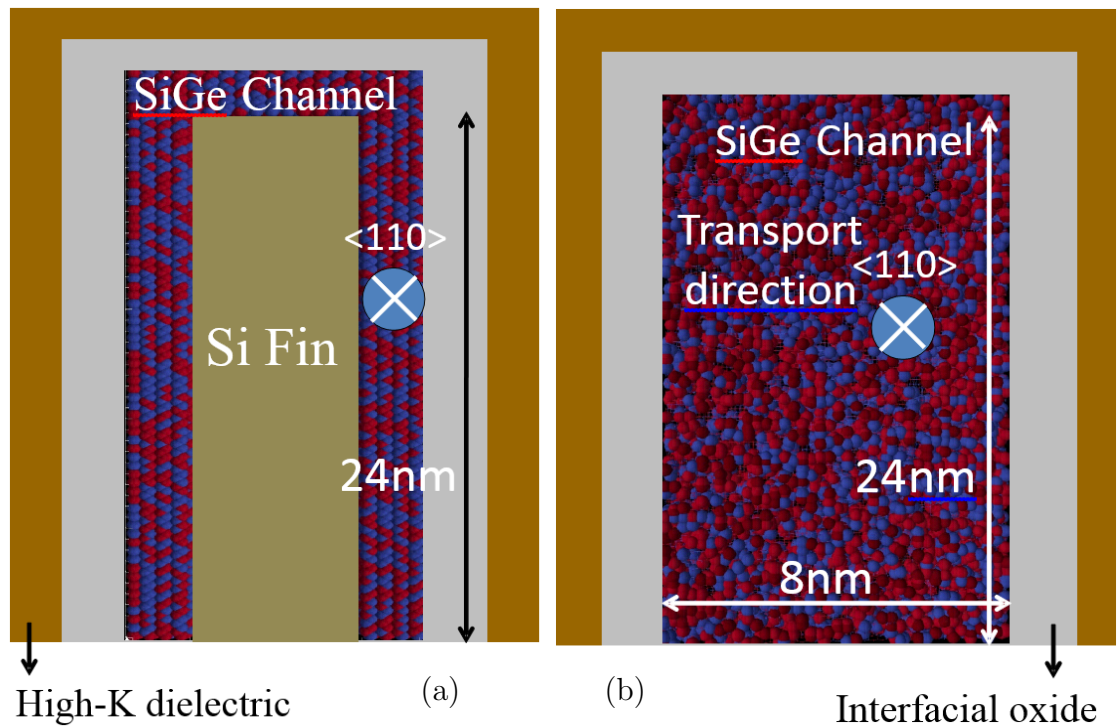 SiGe Channel
<110>
Si Fin
24nm
High-K dielectric
(a)
SiGe Channel
Transport
direction
<110>
24nm
8nm
(b)
Interfacial oxide